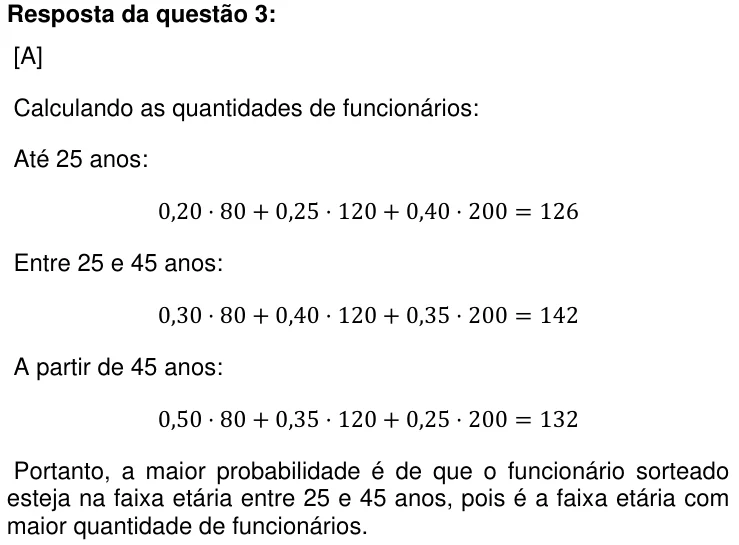 Resposta da questão 3:
[A]
Calculando as quantidades de funcionários:
Até 25 anos:
0,20 · 80 + 0,25 · 120 + 0,40 · 200 = 126
Entre 25 e 45 anos:
0,30 · 80 + 0,40 · 120 + 0,35 · 200 = 142
A partir de 45 anos:
0,50 · 80 + 0,35 · 120 + 0,25 · 200 = 132
Portanto, a maior probabilidade é de que o funcionário sorteado
esteja na faixa etária entre 25 e 45 anos, pois é a faixa etária com
maior quantidade de funcionários.